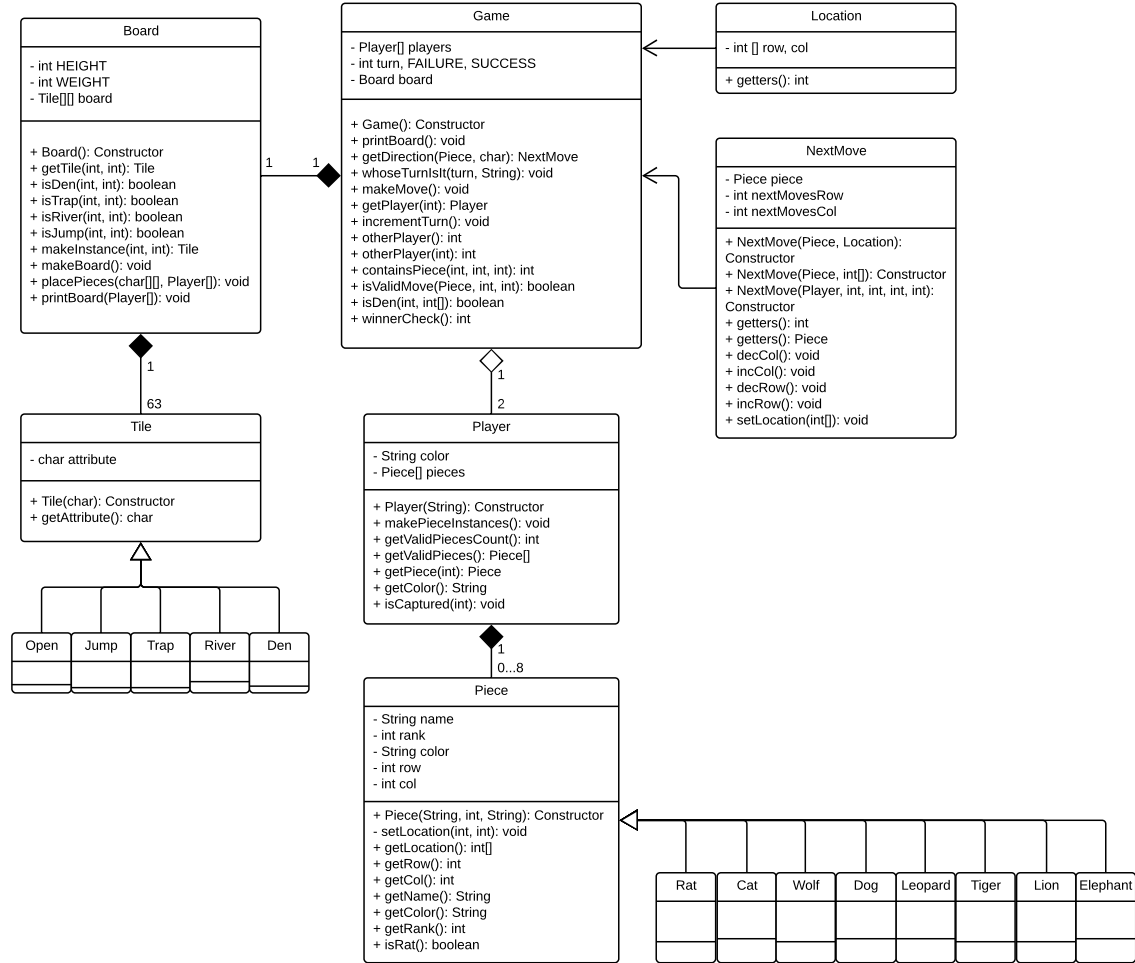 Board
- int HEIGHT
- int WEIGHT
- Tile[][] board
+ Board(): Constructor
+ getTile(int, int): Tile
+ isDen(int, int): boolean
+ isTrap(int, int): boolean
+ isRiver(int, int): boolean
+ isJump(int, int): boolean
+ makeInstance(int, int): Tile
+ makeBoard(): void
+ placePieces(char[][], Player[]): void
+ printBoard(Player[]): void
1
1
Game
- Player[] players
- int turn, FAILURE, SUCCESS
- Board board
+ Game(): Constructor
+ printBoard(): void
+ getDirection(Piece, char): NextMove
+ whoseTurnIsIt(turn, String): void
+ makeMove(): void
+ getPlayer(int): Player
+ incrementTurn(): void
+ otherPlayer(): int
+ otherPlayer(int): int
+ containsPiece(int, int, int): int
+ isValidMove(Piece, int, int): boolean
+ isDen(int, int[]): boolean
+ winnerCheck(): int
Location
- int [] row, col
+ getters(): int
NextMove
- Piece piece
- int nextMovesRow
- int nextMovesCol
+ NextMove(Piece, Location):
Constructor
+ NextMove(Piece, int[]): Constructor
+ NextMove(Player, int, int, int, int):
Constructor
+ getters(): int
+ getters(): Piece
+ decCol(): void
+ incCol(): void
+ decRow(): void
+ incRow(): void
+ setLocation(int[]): void
1
63
Tile
- char attribute
+ Tile(char): Constructor
+ getAttribute(): char
Open
Jump
Trap
River
Den
1
2
Player
- String color
- Piece[] pieces
+ Player(String): Constructor
+ makePieceInstances(): void
+ getValidPiecesCount(): int
+ getValidPieces(): Piece[]
+ getPiece(int): Piece
+ getColor(): String
+ isCaptured(int): void
1
0...8
Piece
- String name
- int rank
- String color
- int row
- int col
+ Piece(String, int, String): Constructor
- setLocation(int, int): void
+ getLocation(): int[]
+ getRow(): int
+ getCol(): int
+ getName(): String
+ getColor(): String
+ getRank(): int
+ isRat(): boolean
Rat
Cat
Wolf
Dog
Leopard
Tiger
Lion
Elephant